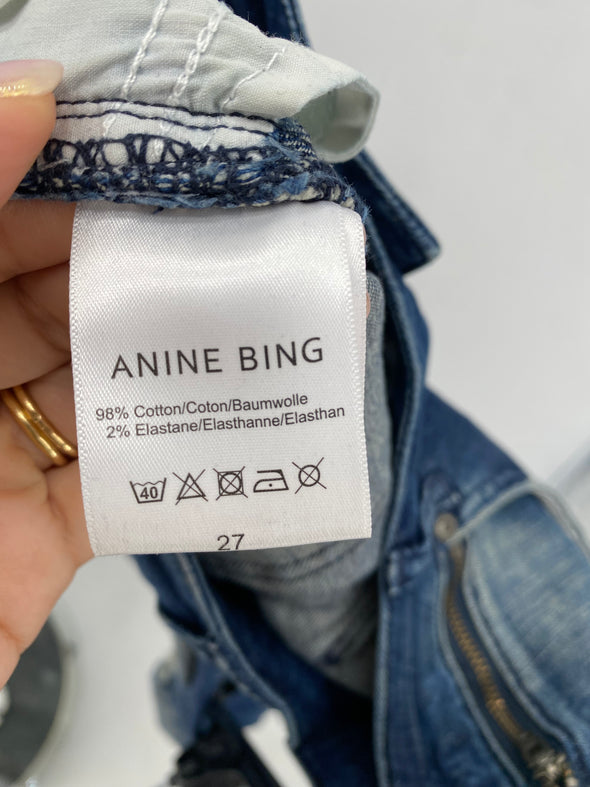 ANINE BING
98% Cotton/Coton/Baumwolle
2% Elastane/Elasthanne/Elasthan
40
27